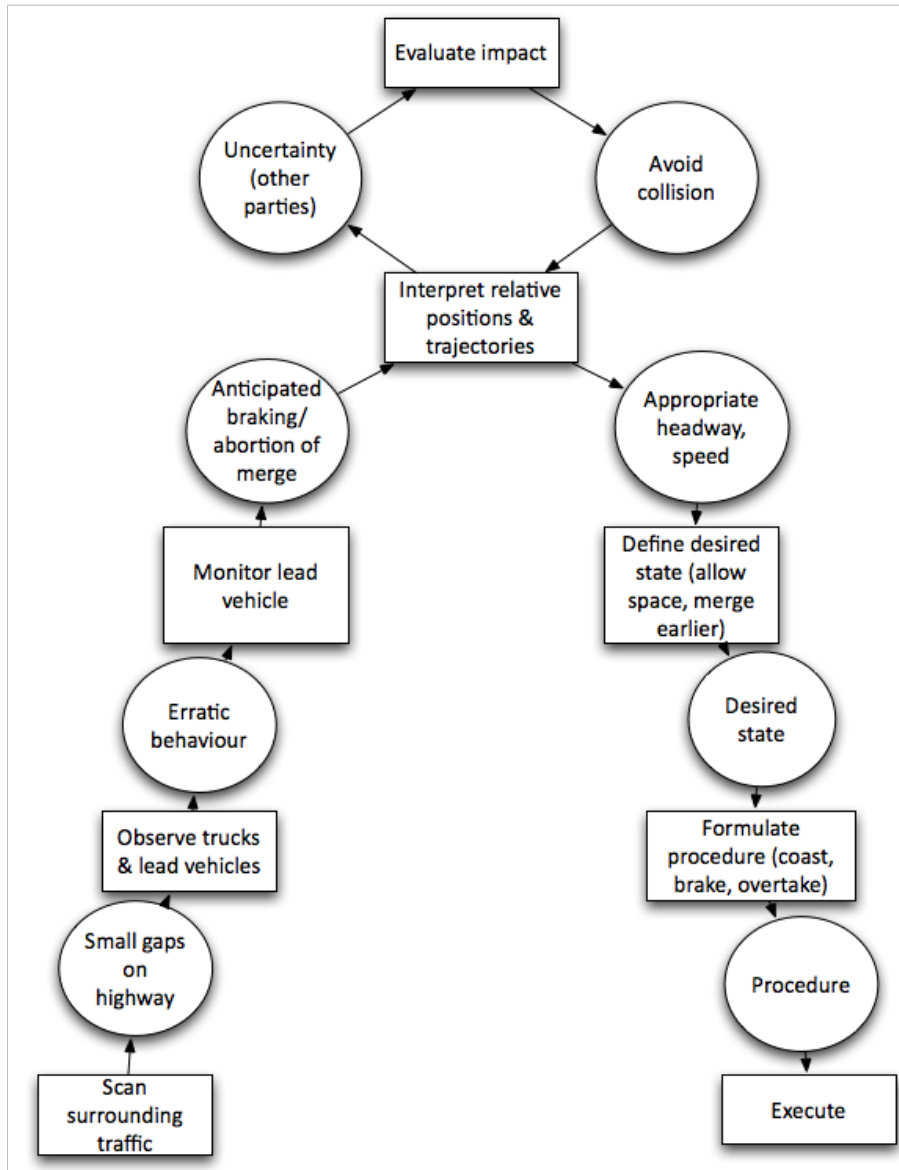 Evaluate impact
Uncertainty
(other
parties)
Avoid
collision
Interpret relative
positions &
trajectories
Anticipated
braking/
abortion of
merge
Appropriate
headway,
speed
Monitor lead
vehicle
Define desired
state (allow
space, merge
earlier)
Erratic
behaviour
Desired
state
Observe trucks
& lead vehicles
Formulate
procedure (coast,
brake, overtake)
Small gaps
on
highway
Procedure
Scan
surrounding
traffic
Execute